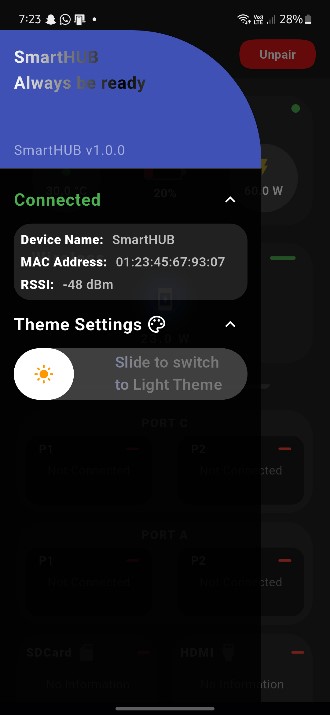 7:23
28%
Unpair
SmartHUB
Always be ready
SmartHUB v1.0.0
20%
60.0 W
Connected
Device Name: SmartHUB
MAC Address: 01:23:45:67:93:07
RSSI: -48 dBm
Theme Settings
Slide to switch
to Light Theme
PORT C
P1 P2
Not Connected Not Connected
PORT A
P1 P2
Not Connected Not Connected
SDCard HDMI
No Information No Information